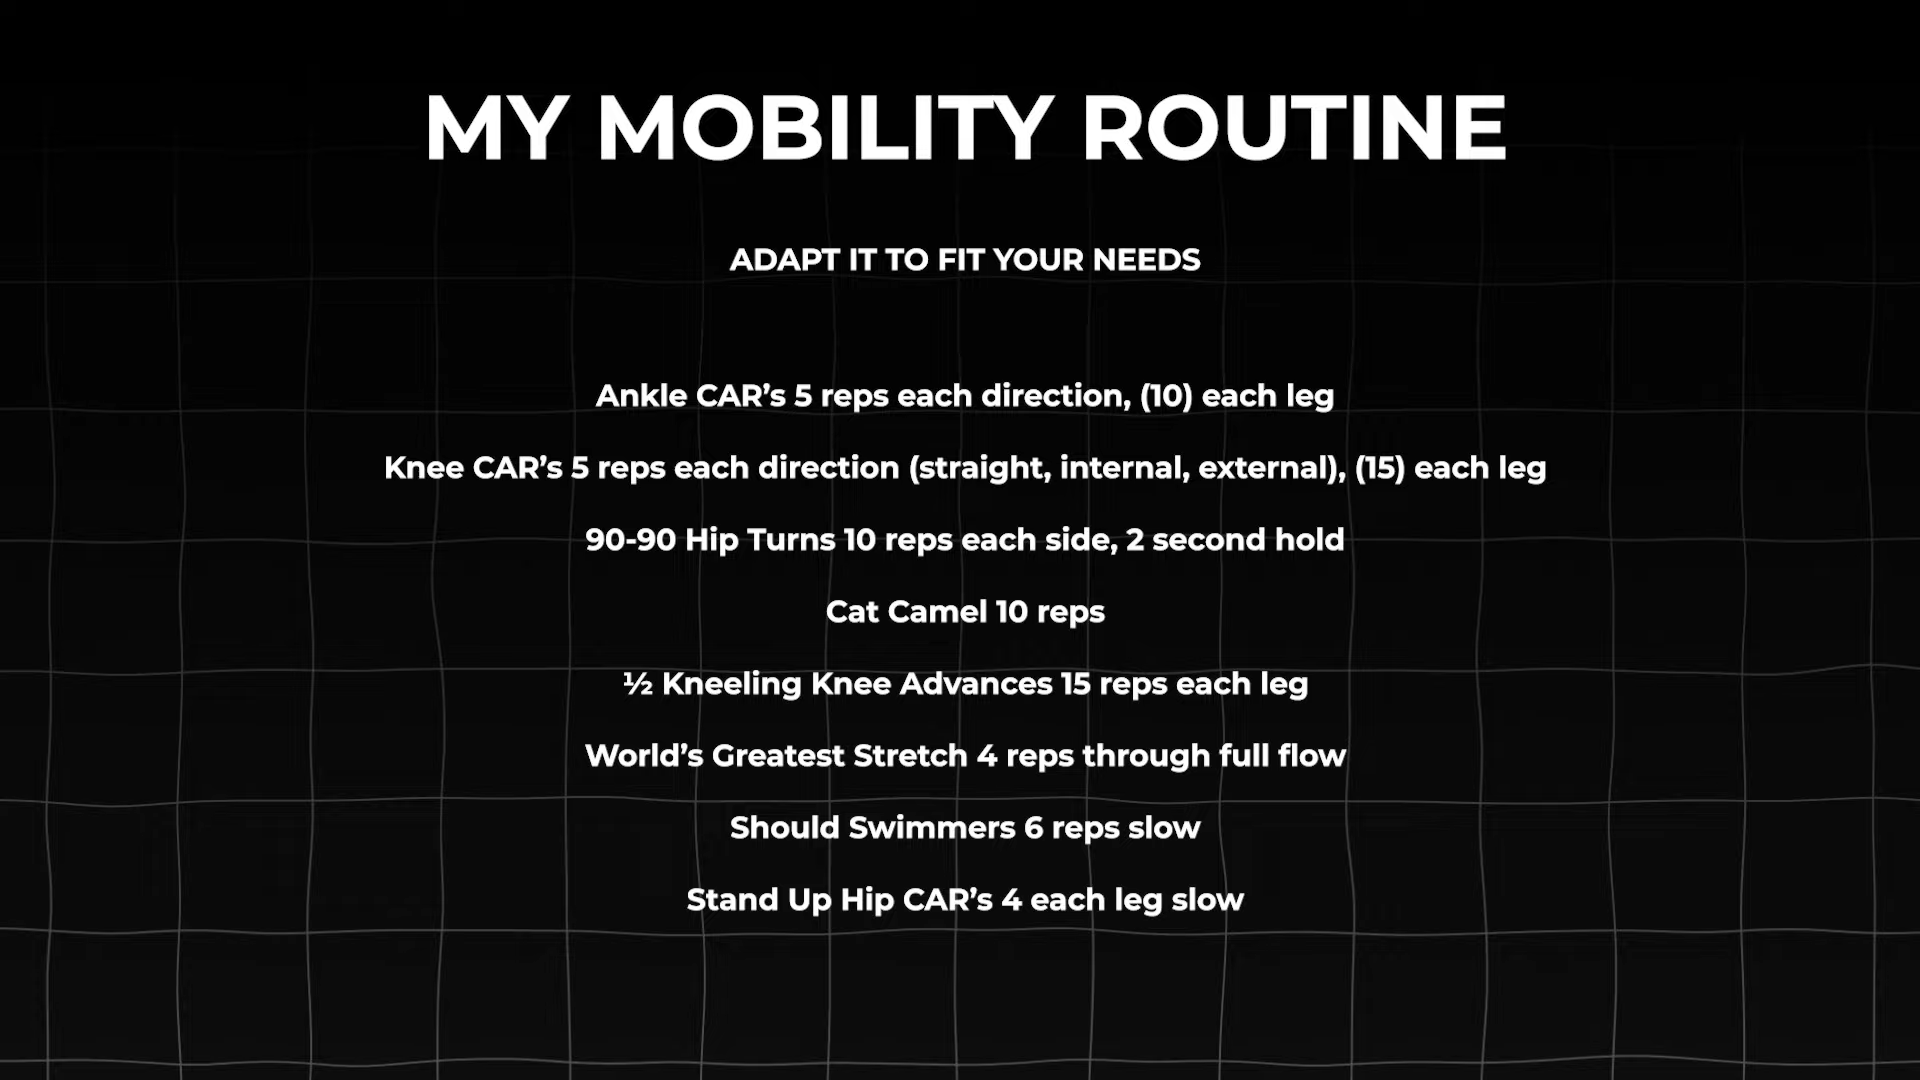 MY MOBILITY ROUTINE
ADAPT IT TO FIT YOUR NEEDS
Ankle CAR’s 5 reps each direction, (10) each leg
Knee CAR’s 5 reps each direction (straight, internal, external), (15) each leg
90-90 Hip Turns 10 reps each side, 2 second hold
Cat Camel 10 reps
½ Kneeling Knee Advances 15 reps each leg
World’s Greatest Stretch 4 reps through full flow
Should Swimmers 6 reps slow
Stand Up Hip CAR’s 4 each leg slow